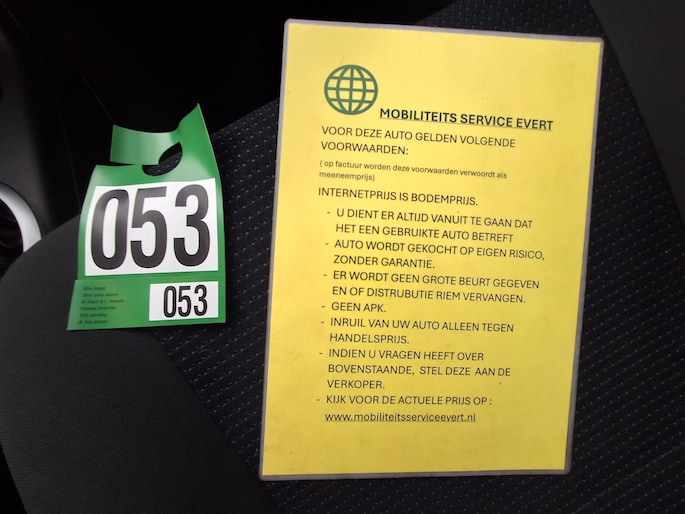 053
053
MOBILITEITS SERVICE EVERT
VOOR DEZE AUTO GELDEN VOLGENDE
VOORWAARDEN:
( op factuur worden deze voorwaarden verwoordt als
meeneemprijs)
INTERNETPRIJS IS BODEMPRIJS.
- U DIENT ER ALTIJD VANUIT TE GAAN DAT
HET EEN GEBRUIKTE AUTO BETREFT
- AUTO WORDT GEKOCHT OP EIGEN RISICO,
ZONDER GARANTIE.
- ER WORDT GEEN GROTE BEURT GEGEVEN
EN OF DISTRUBUTIE RIEM VERVANGEN.
- GEEN APK.
- INRUIL VAN UW AUTO ALLEEN TEGEN
HANDELSPRIJS.
- INDIEN U VRAGEN HEEFT OVER
BOVENSTAANDE, STEL DEZE AAN DE
VERKOPER.
- KIJK VOOR DE ACTUELE PRIJS OP :
www.mobiliteitsserviceevert.nl